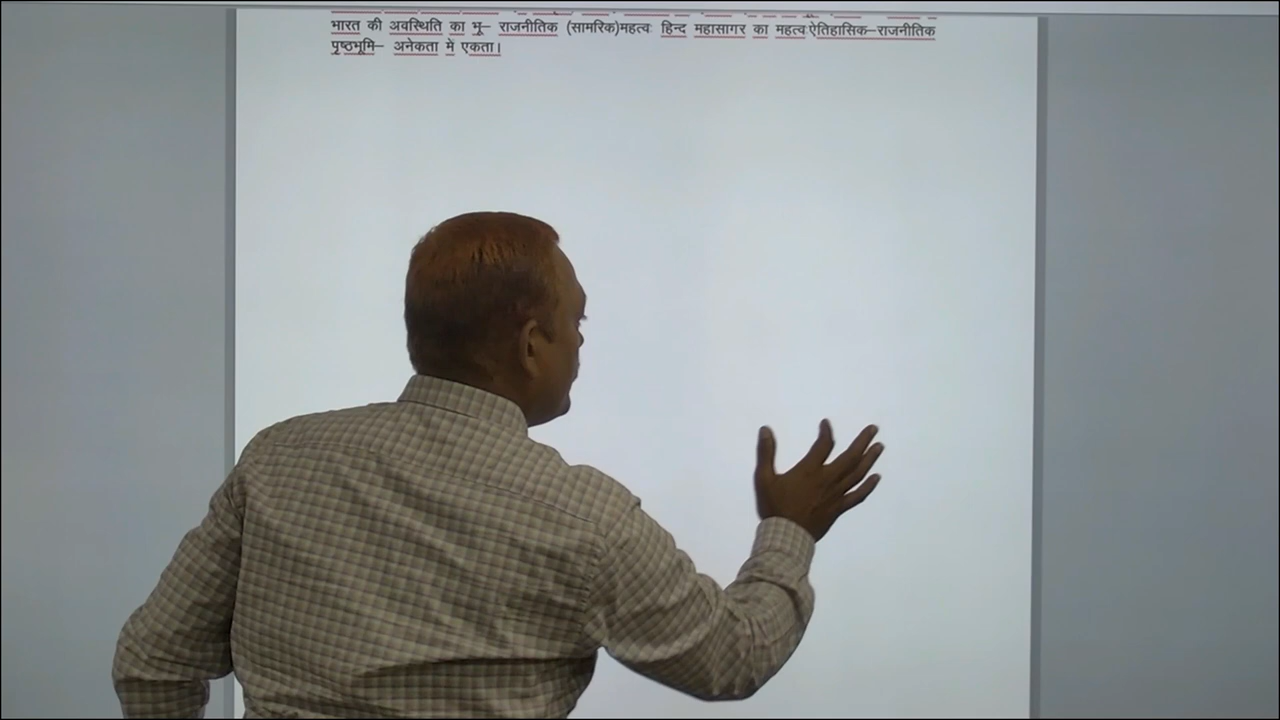 भारत की अवस्थिति का भू– राजनीतिक (सामरिक)महत्व हिन्द महासागर का महत्व ऐतिहासिक–राजनीतिक
पृष्ठभूमि– अनेकता में एकता।